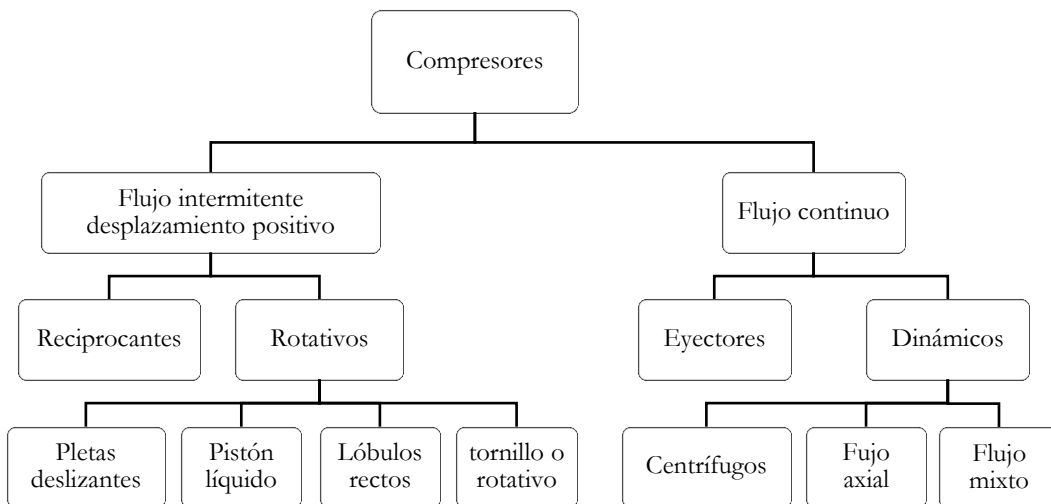 Compresores
Flujo intermitente
desplazamiento positivo
Flujo continuo
Reciprocantes
Rotativos
Eyectores
Dinámicos
Pletas
deslizantes
Pistón
líquido
Lóbulos
rectos
tornillo o
rotativo
Centrífugos
Fujo
axial
Flujo
mixto